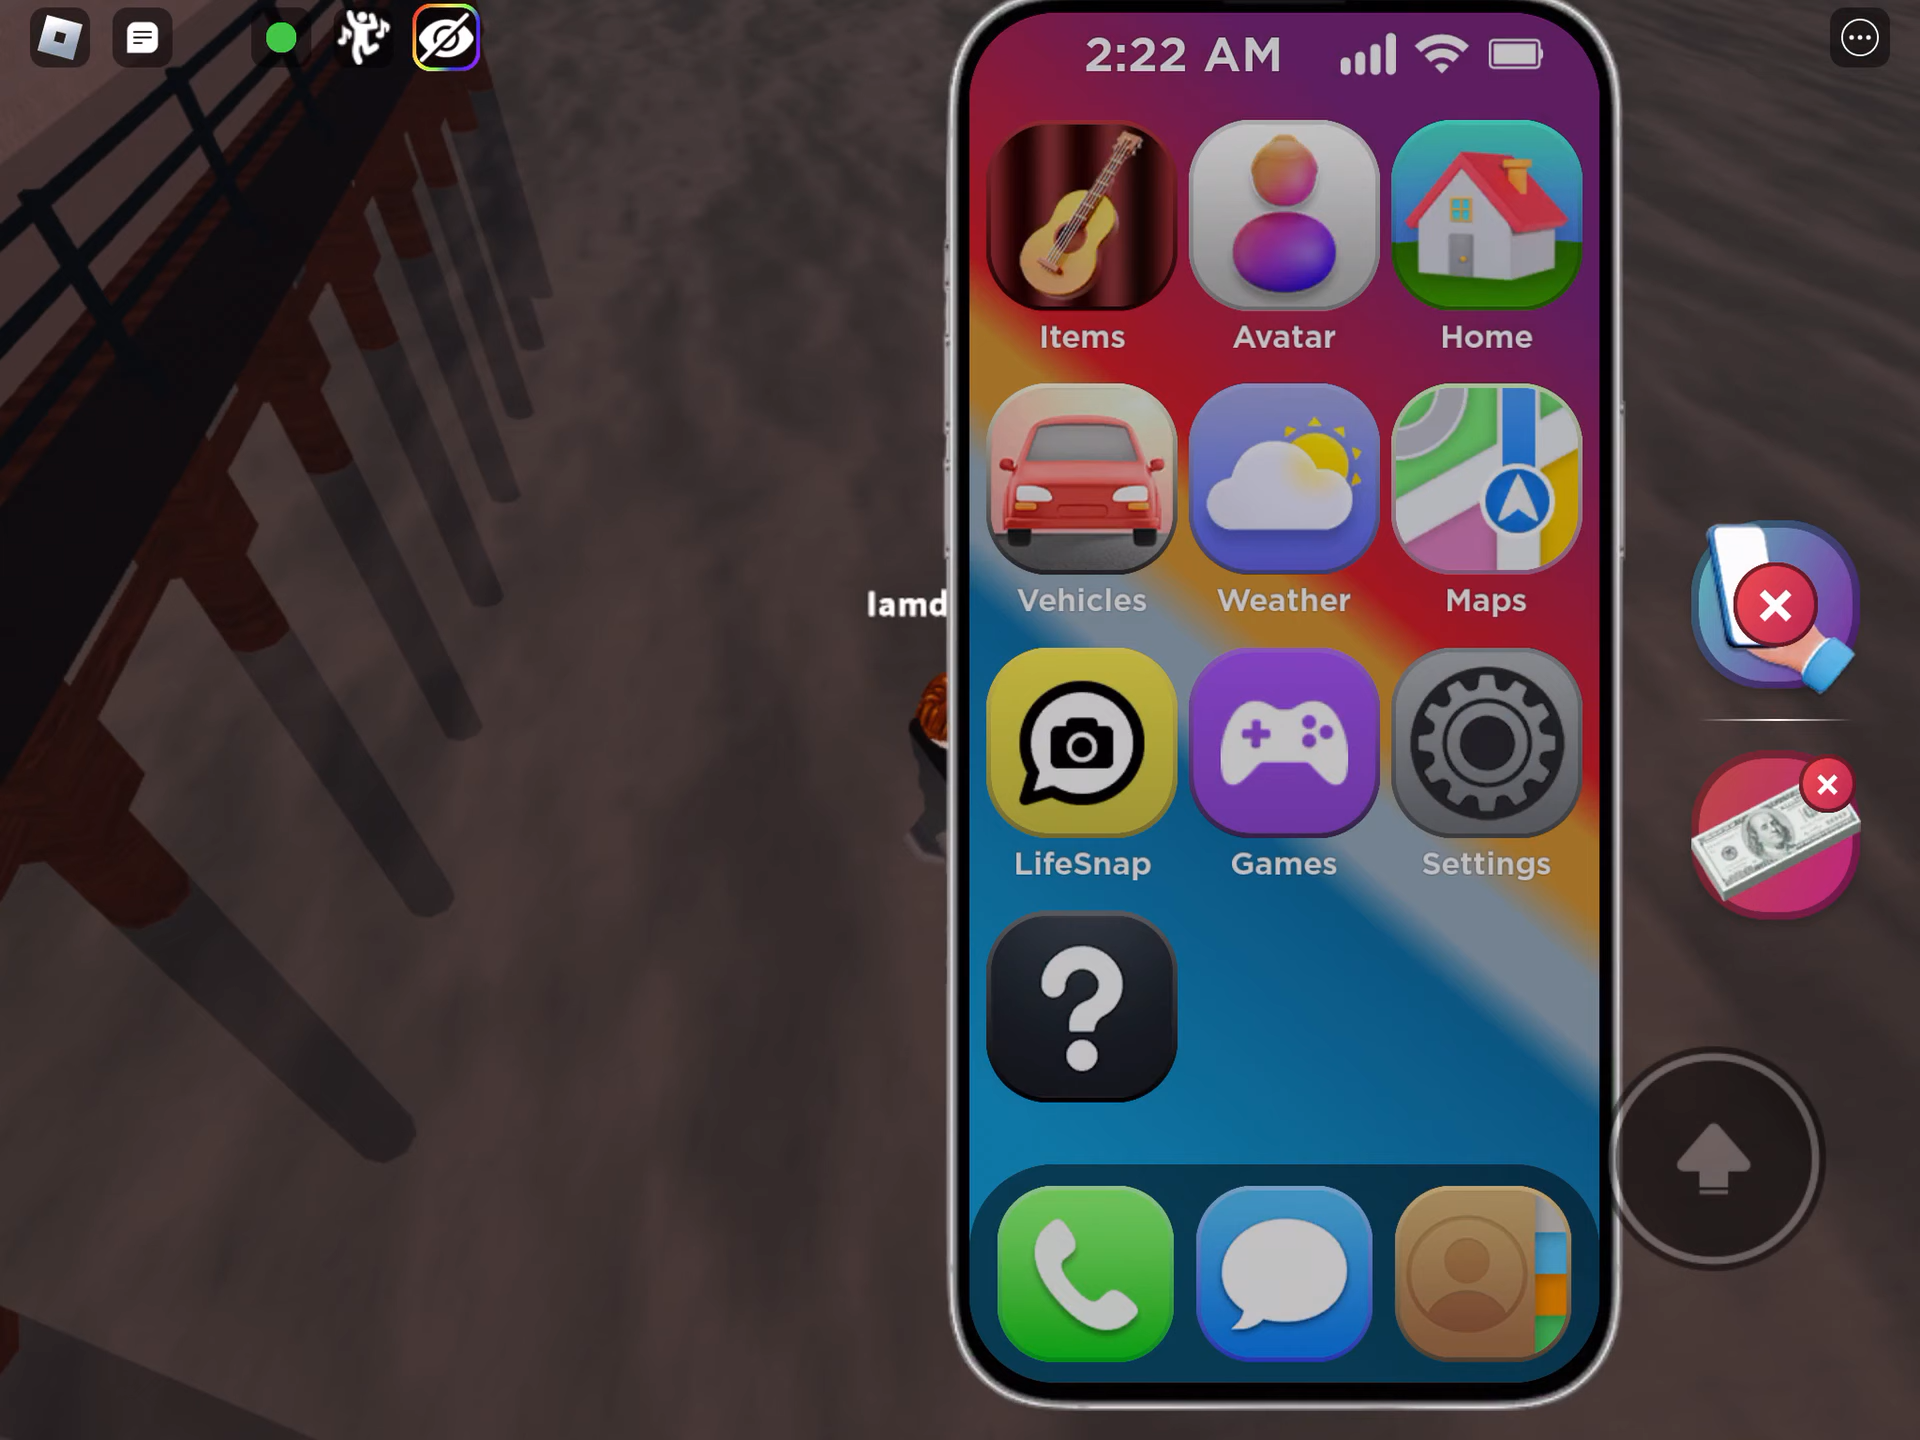 2:22 AM
Items
Avatar
Home
Vehicles
Weather
Maps
Iamd
LifeSnap
Games
Settings